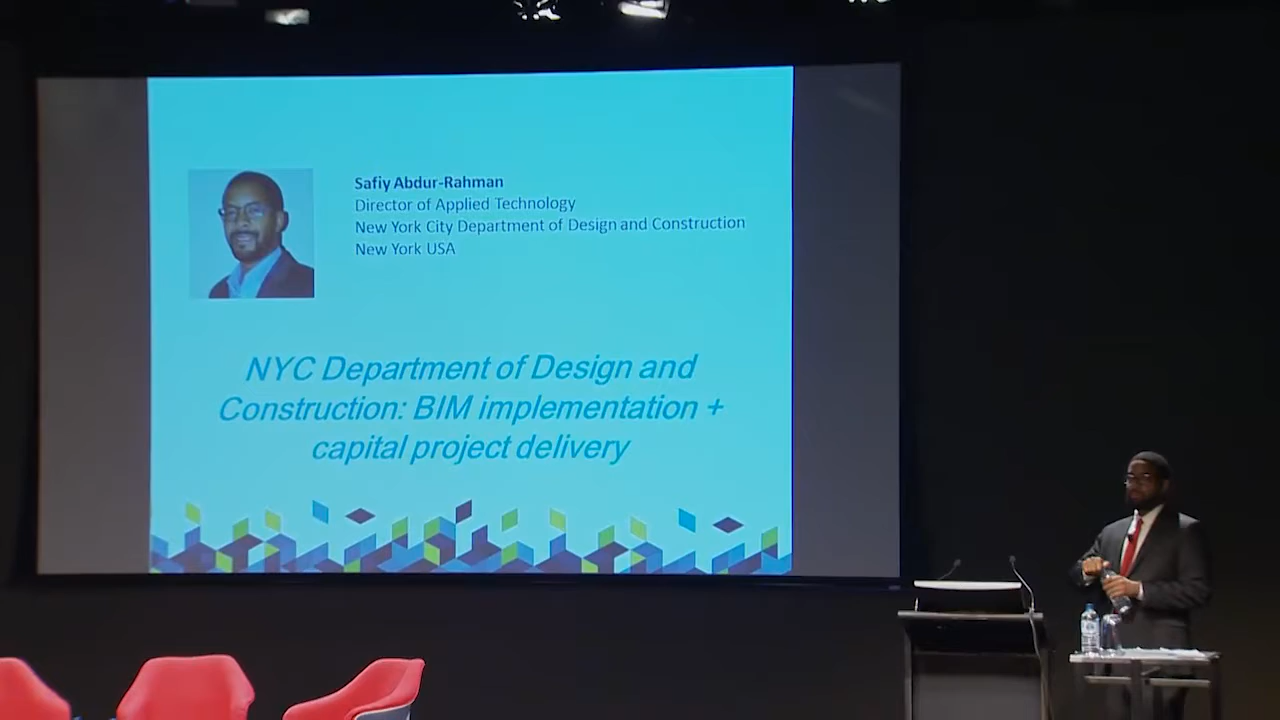 Safiy Abdur-Rahman
Director of Applied Technology
New York City Department of Design and Construction
New York USA
NYC Department of Design and
Construction: BIM implementation +
capital project delivery